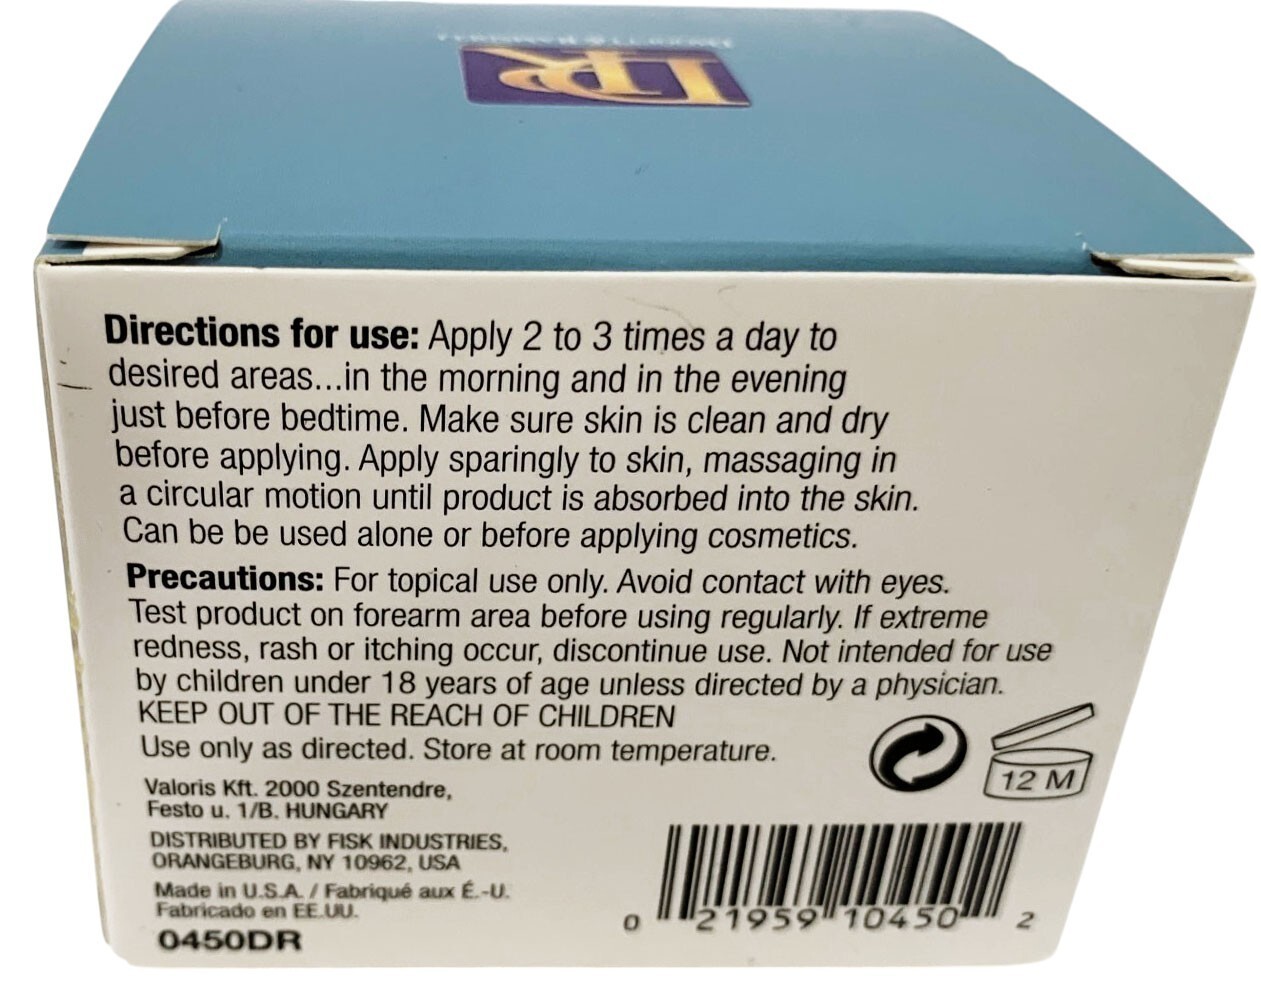 DR
Directions for use: Apply 2 to 3 times a day to
desired areas...in the morning and in the evening
just before bedtime. Make sure skin is clean and dry
before applying. Apply sparingly to skin, massaging in
a circular motion until product is absorbed into the skin.
Can be be used alone or before applying cosmetics.
Precautions: For topical use only. Avoid contact with eyes.
Test product on forearm area before using regularly. If extreme
redness, rash or itching occur, discontinue use. Not intended for use
by children under 18 years of age unless directed by a physician.
KEEP OUT OF THE REACH OF CHILDREN
Use only as directed. Store at room temperature.
12 M
Valoris Kft. 2000 Szentendre,
Festo u. 1/B. HUNGARY
DISTRIBUTED BY FISK INDUSTRIES,
ORANGEBURG, NY 10962, USA
Made in U.S.A. / Fabriqué aux É.-U.
Fabricado en EE.UU.
0450DR
0 21959 10450 2